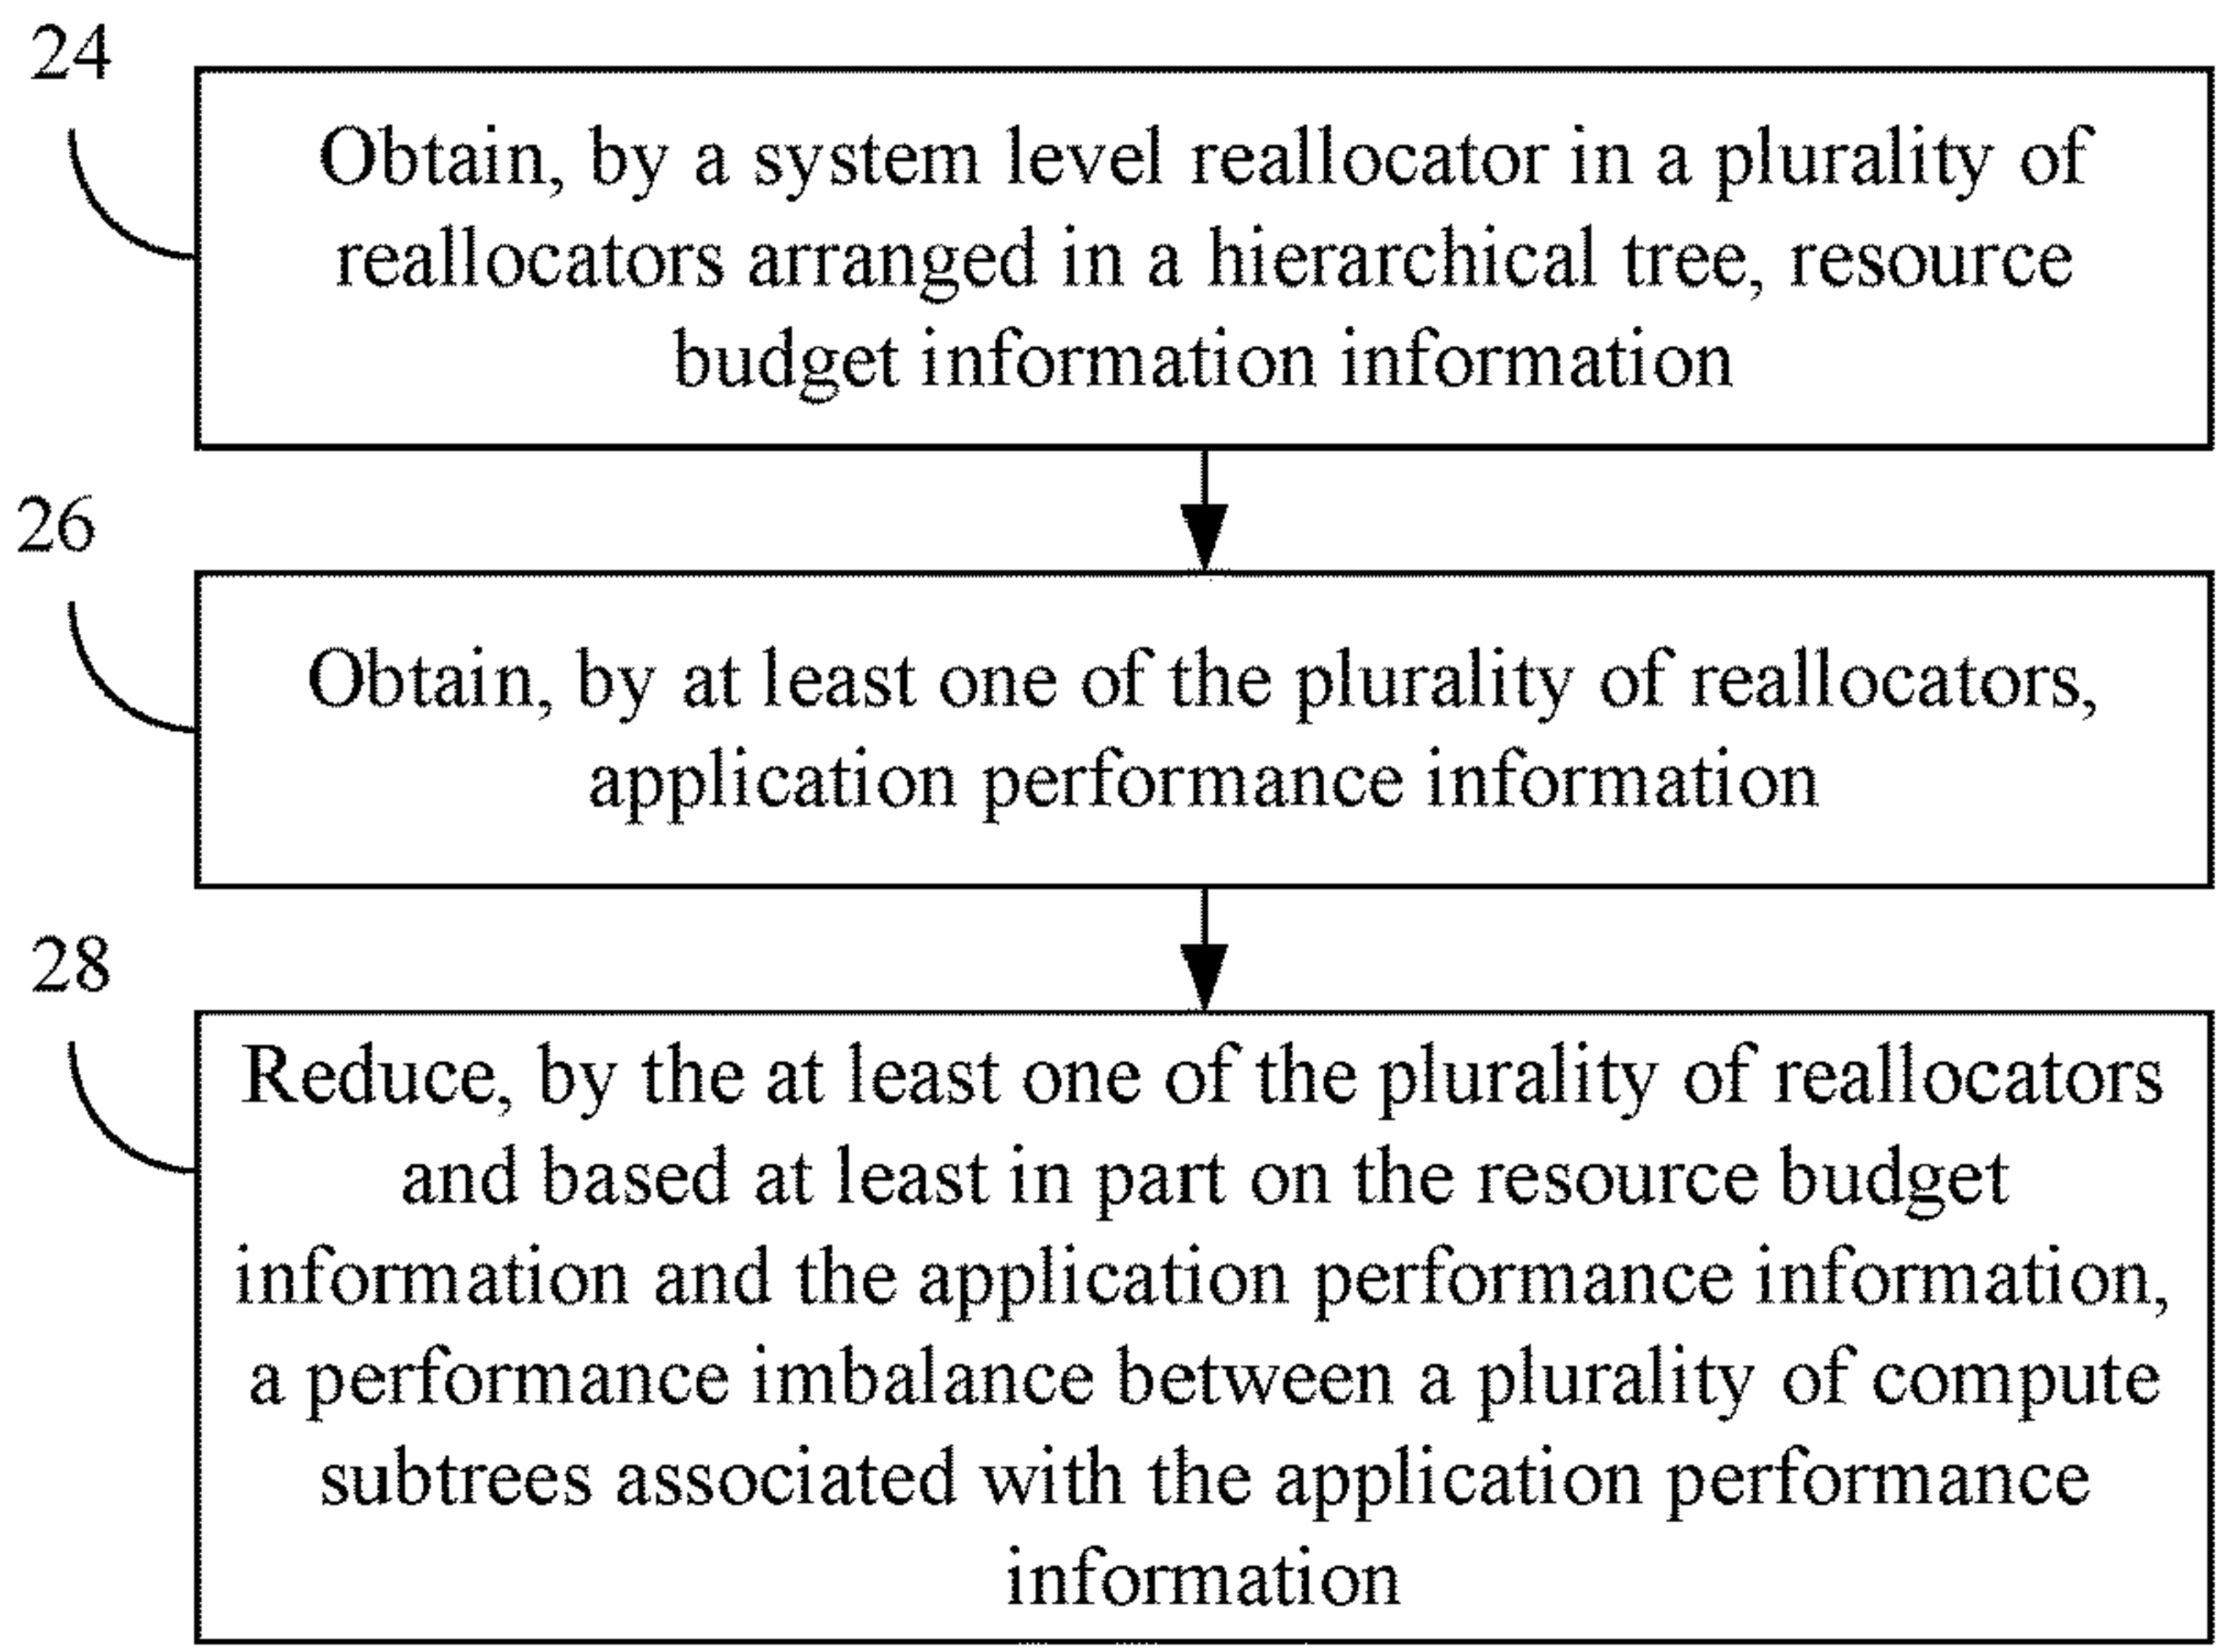 24
Obtain, by a system level reallocator in a plurality of
reallocators arranged in a hierarchical tree, resource
budget information information
26
Obtain, by at least one of the plurality of reallocators,
application performance information
28
Reduce, by the at least one of the plurality of reallocators
and based at least in part on the resource budget
information and the application performance information,
a performance imbalance between a plurality of compute
subtrees associated with the application performance
information